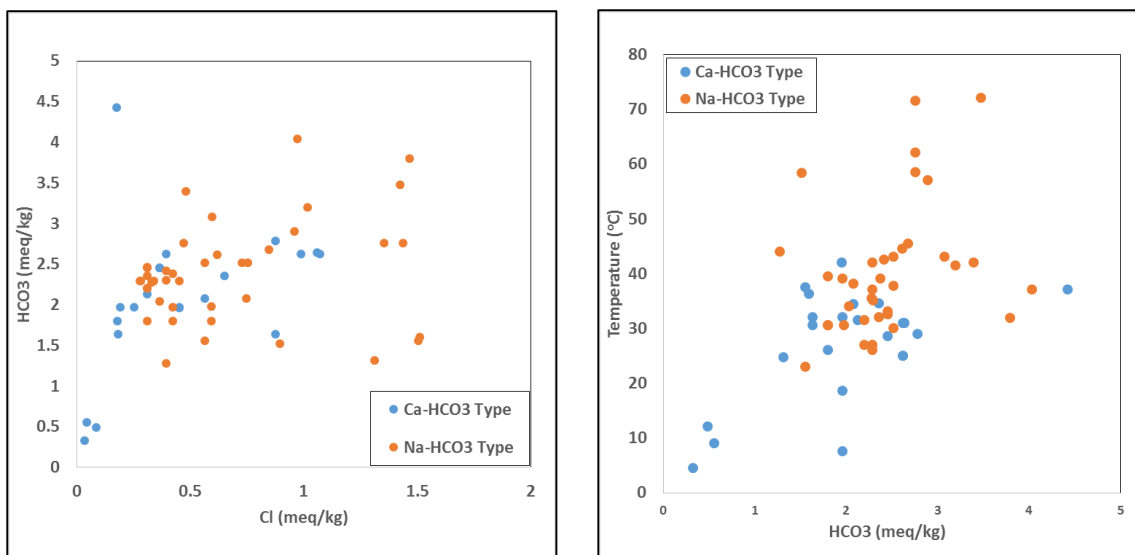 5
4.5
4
3.5
3
2.5
2
1.5
1
0.5
0
HCO3 (meq/kg)
Ca-HCO3 Type
Na-HCO3 Type
0 0.5 1 1.5 2
Cl (meq/kg)
80
70
60
50
40
30
20
10
0
Temperature (°C)
Ca-HCO3 Type
Na-HCO3 Type
0 1 2 3 4 5
HCO3 (meq/kg)